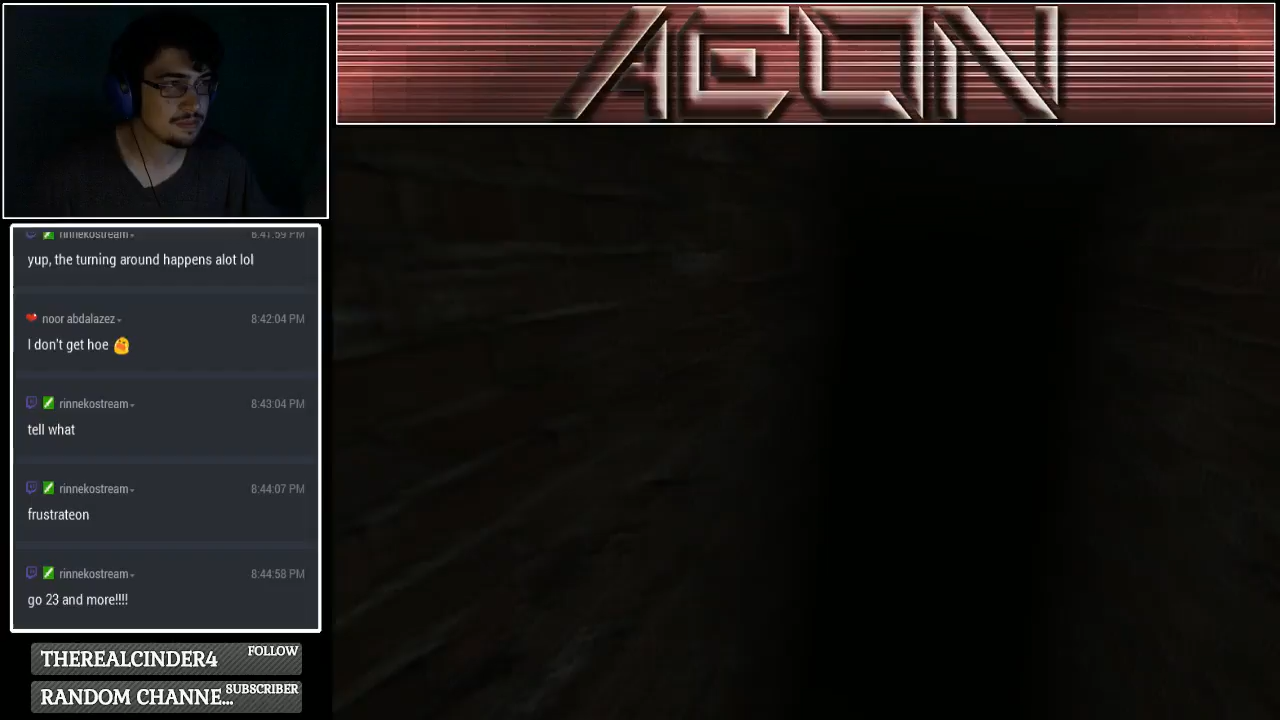 AEON
rinnekostream 8:41:59 PM
yup, the turning around happens alot lol
noor abdalazez 8:42:04 PM
I don't get hoe
rinnekostream 8:43:04 PM
tell what
rinnekostream 8:44:07 PM
frustrateon
rinnekostream 8:44:58 PM
go 23 and more!!!!
THEREALCINDER4 FOLLOW
RANDOM CHANNE... SUBSCRIBER